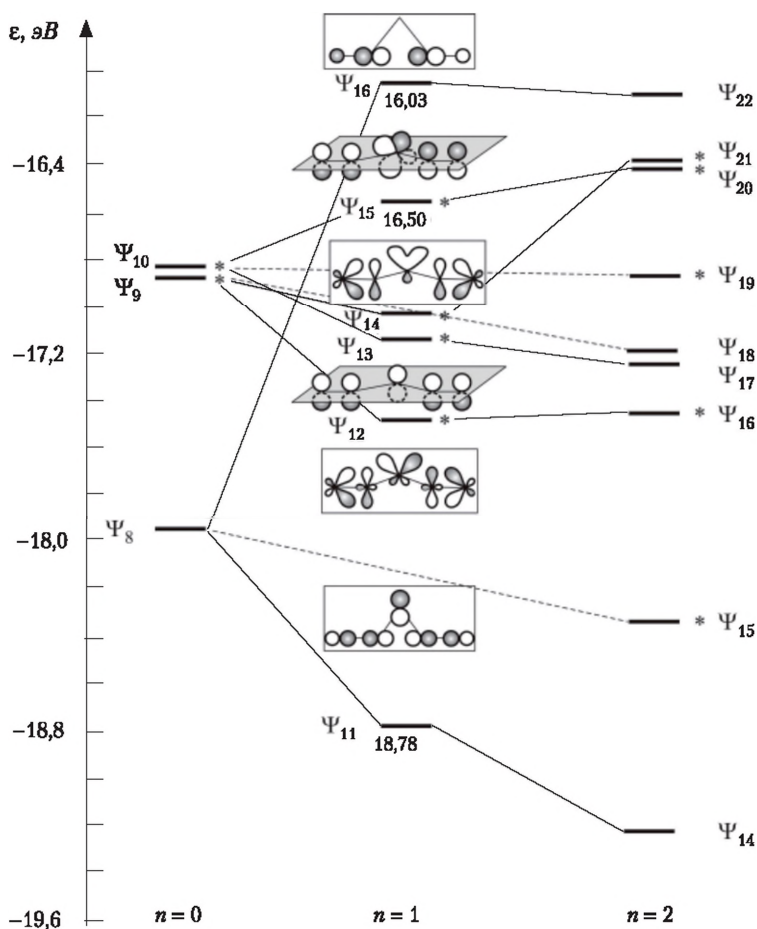 ε, эВ
Ψ16
16,03
Ψ22
−16,4
* Ψ21
* Ψ20
Ψ15 *
16,50
Ψ10 *
Ψ9 *
* Ψ19
Ψ14 *
Ψ13 *
−17,2
Ψ18
Ψ17
Ψ12 *
* Ψ16
Ψ8
−18,0
* Ψ15
Ψ11
18,78
−18,8
Ψ14
−19,6
n = 0 n = 1 n = 2